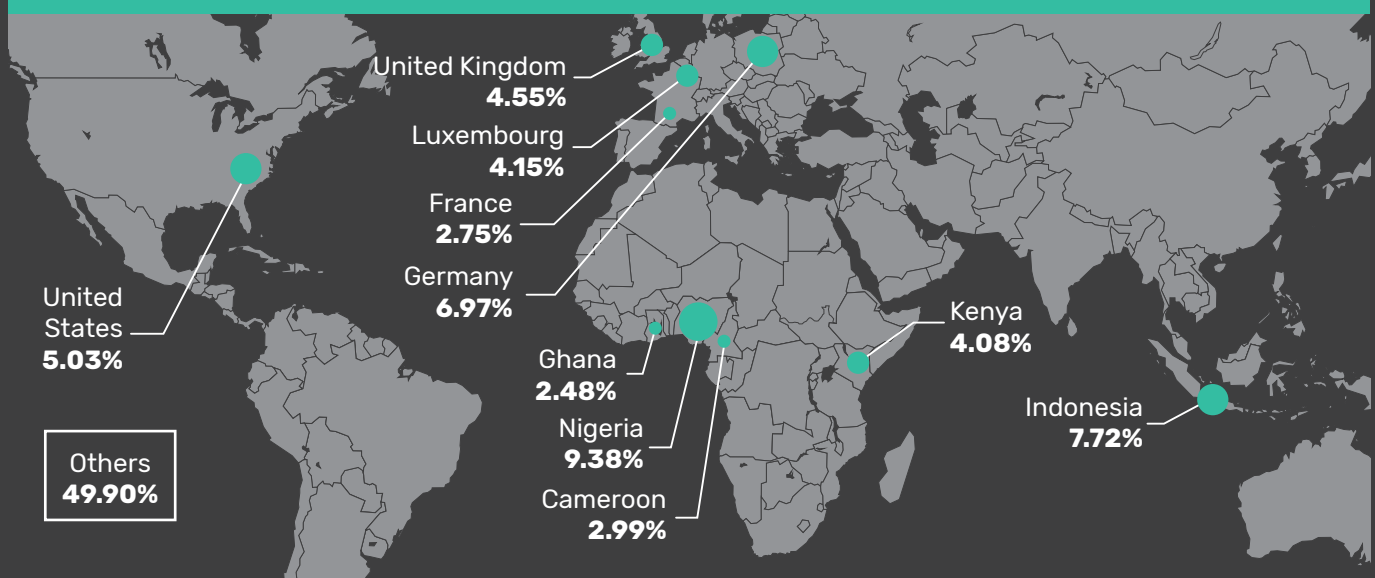 United Kingdom
4.55%
Luxembourg
4.15%
France
2.75%
Germany
6.97%
United
States
5.03%
Ghana
2.48%
Nigeria
9.38%
Cameroon
2.99%
Kenya
4.08%
Indonesia
7.72%
Others
49.90%